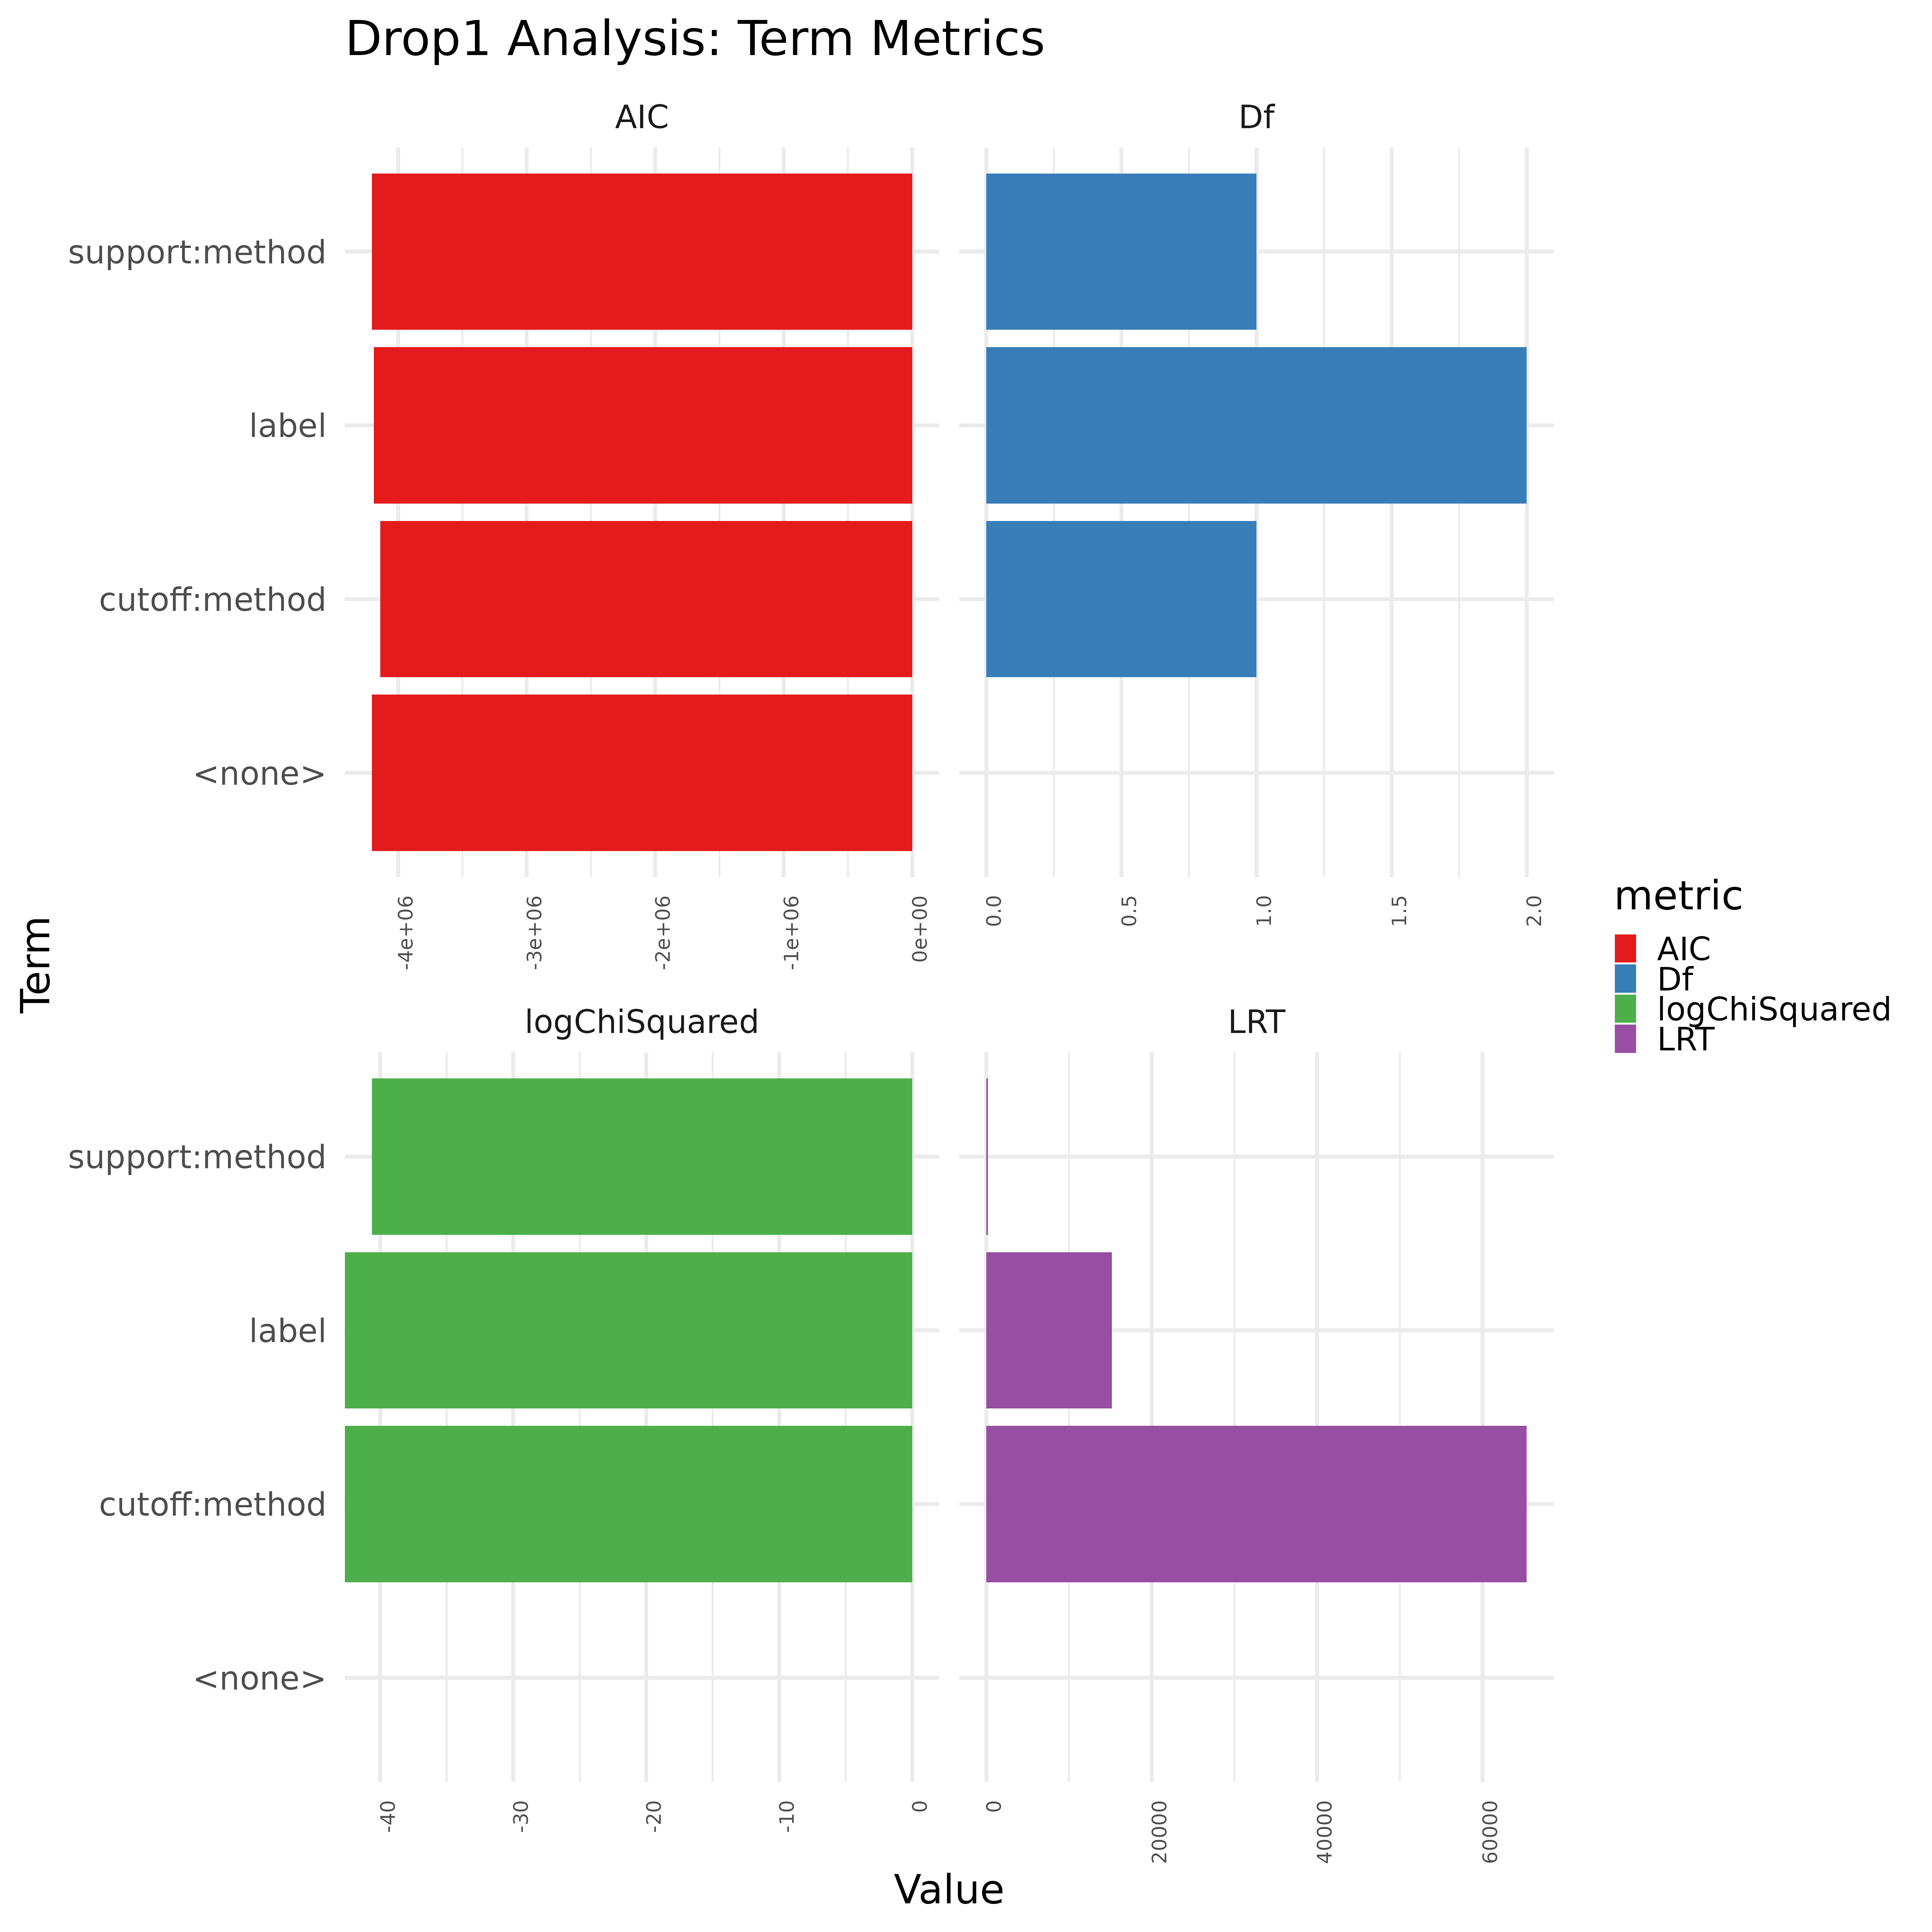 Drop1 Analysis: Term Metrics
AIC
Df
support:method
label
cutoff:method
<none>
-4e+06
-3e+06
-2e+06
-1e+06
0e+00
0.0
0.5
1.0
1.5
2.0
logChiSquared
LRT
support:method
label
cutoff:method
<none>
-40
-30
-20
-10
0
0
20000
40000
60000
Value
Term
metric
AIC
Df
logChiSquared
LRT